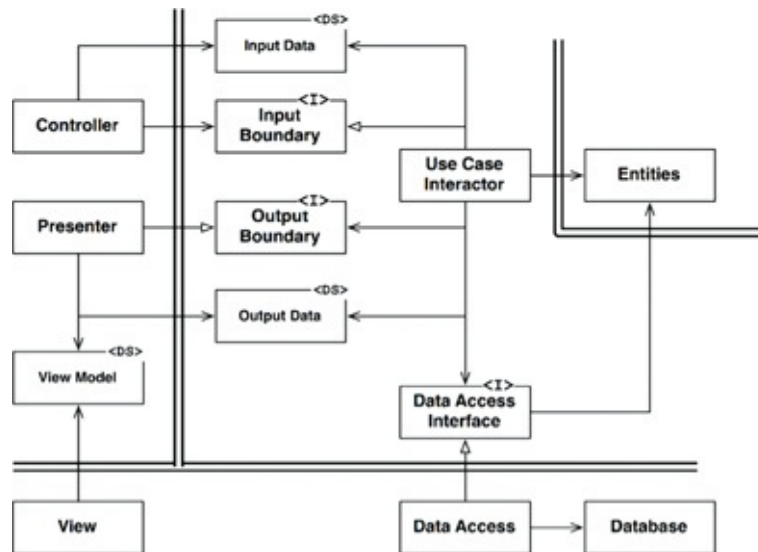 <DS>
Input Data
<I>
Controller
Input
Boundary
Use Case
Interactor
Entities
<I>
Presenter
Output
Boundary
<DS>
Output Data
<DS>
View Model
<I>
Data Access
Interface
View
Data Access
Database